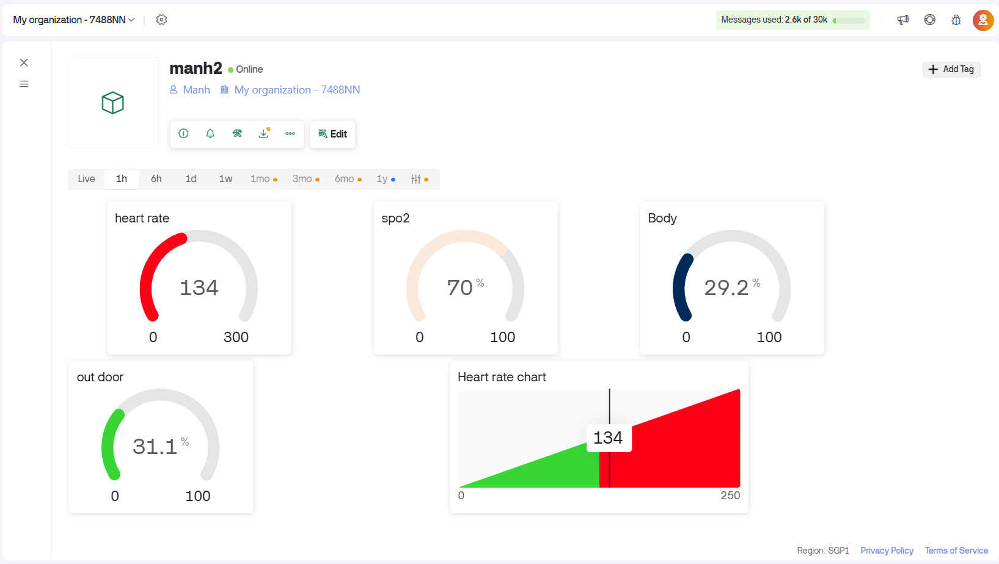 My organization - 7488NN
Messages used: 2.6k of 30k
manh2 Online
Manh My organization - 7488NN
Add Tag
Edit
Live 1h 6h 1d 1w 1mo 3mo 6mo 1y
heart rate
134
0 300
spo2
70 %
0 100
Body
29.2 %
0 100
out door
31.1 %
0 100
Heart rate chart
134
0 250
Region: SGP1 Privacy Policy Terms of Service